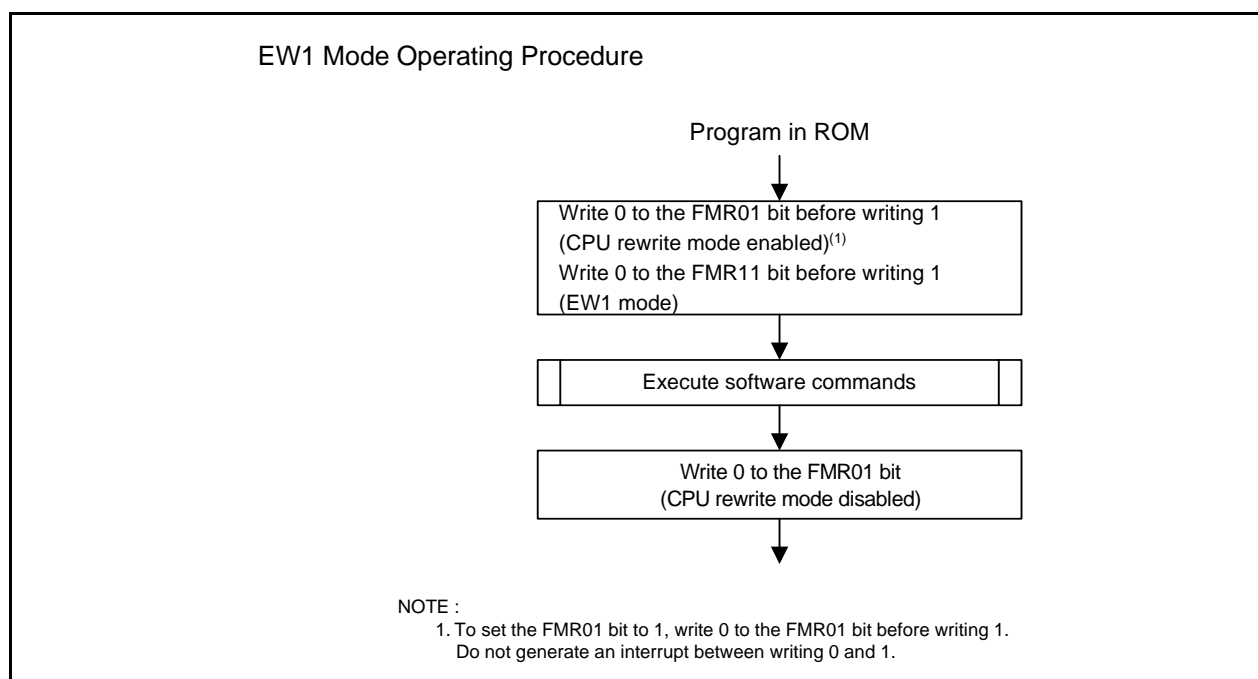 EW1 Mode Operating Procedure
Program in ROM
Write 0 to the FMR01 bit before writing 1
(CPU rewrite mode enabled)(1)
Write 0 to the FMR11 bit before writing 1
(EW1 mode)
Execute software commands
Write 0 to the FMR01 bit
(CPU rewrite mode disabled)
NOTE :
1. To set the FMR01 bit to 1, write 0 to the FMR01 bit before writing 1.
Do not generate an interrupt between writing 0 and 1.